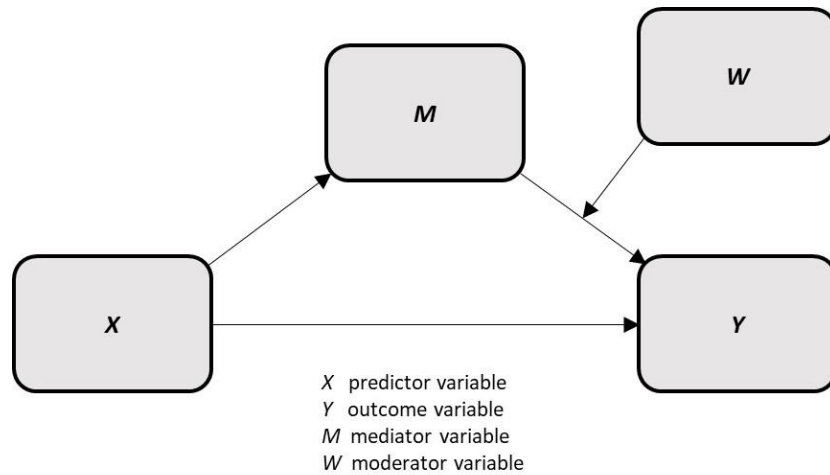 W
M
X
Y
X predictor variable
Y outcome variable
M mediator variable
W moderator variable